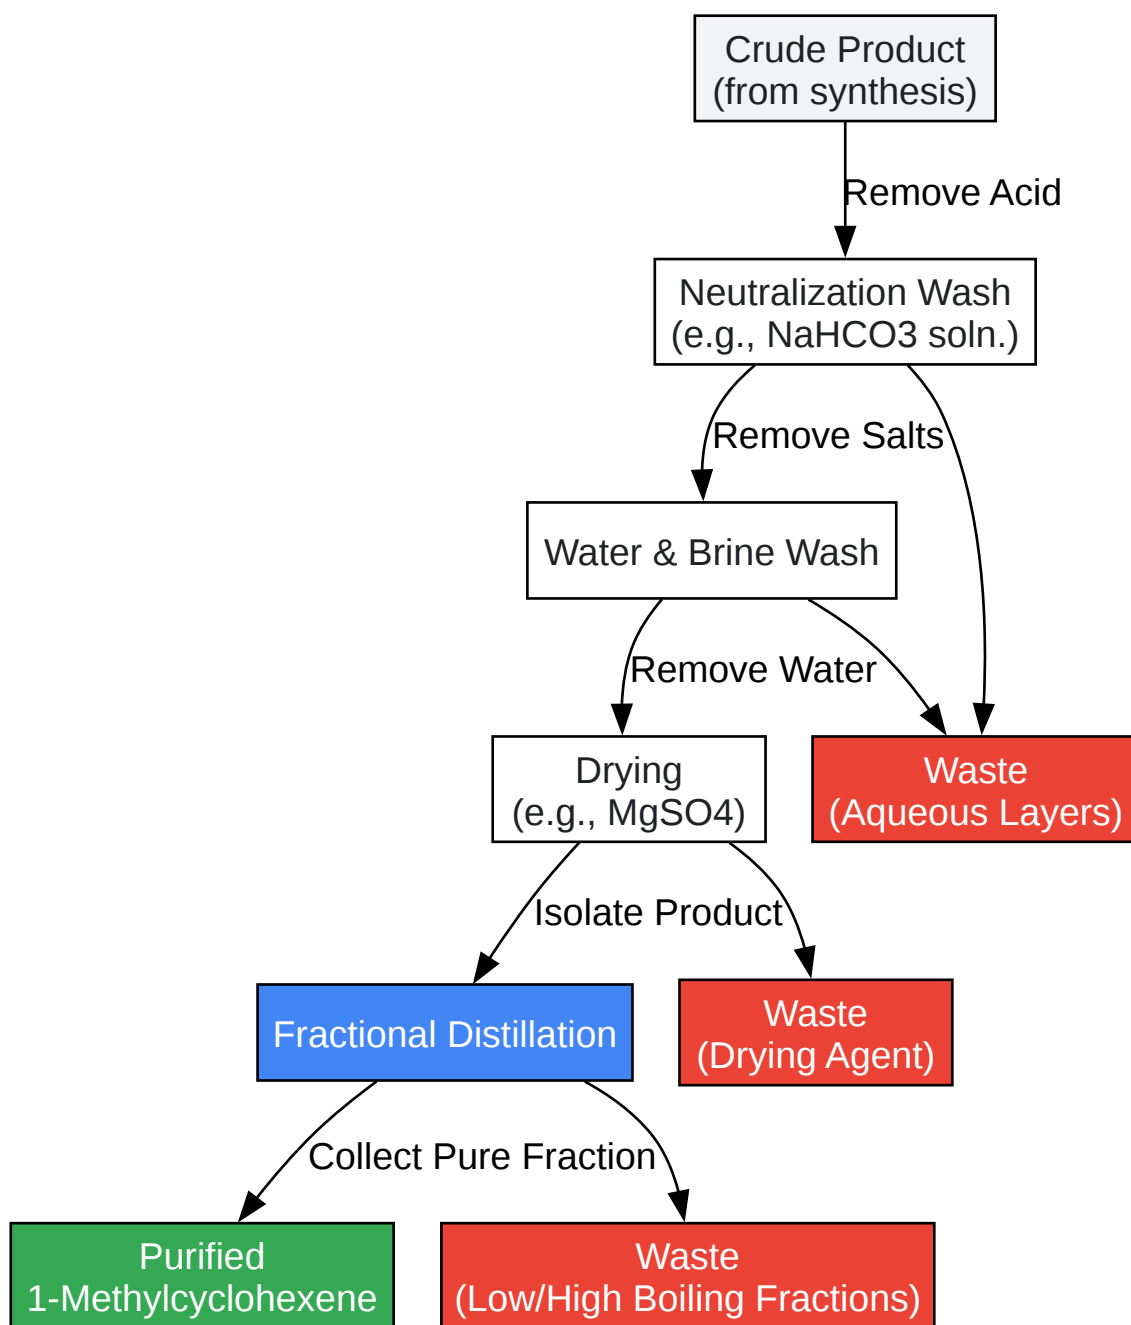 Crude Product
(from synthesis)
Remove Acid
Neutralization Wash
(e.g., NaHCO3 soln.)
Remove Salts
Water & Brine Wash
Remove Water
Drying
(e.g., MgSO4)
Waste
(Aqueous Layers)
Isolate Product
Fractional Distillation
Waste
(Drying Agent)
Collect Pure Fraction
Purified
1-Methylcyclohexene
Waste
(Low/High Boiling Fractions)